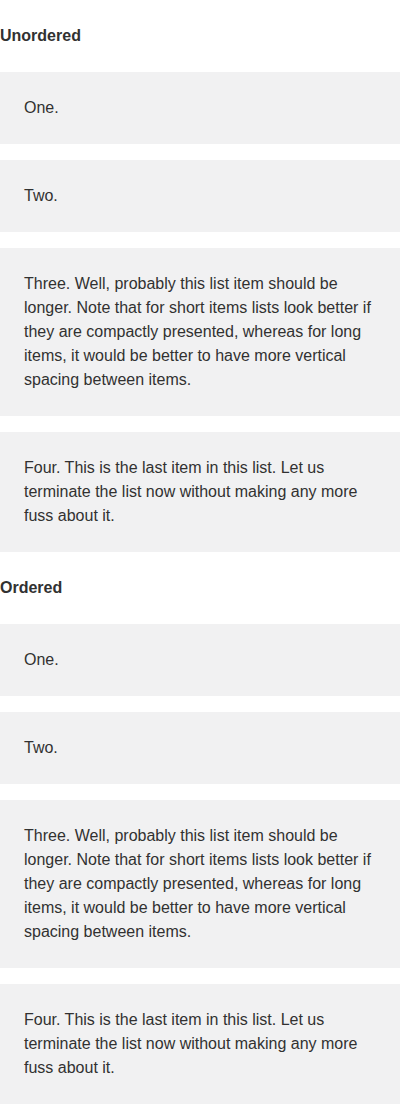 Unordered
One.
Two.
Three. Well, probably this list item should be
longer. Note that for short items lists look better if
they are compactly presented, whereas for long
items, it would be better to have more vertical
spacing between items.
Four. This is the last item in this list. Let us
terminate the list now without making any more
fuss about it.
Ordered
One.
Two.
Three. Well, probably this list item should be
longer. Note that for short items lists look better if
they are compactly presented, whereas for long
items, it would be better to have more vertical
spacing between items.
Four. This is the last item in this list. Let us
terminate the list now without making any more
fuss about it.